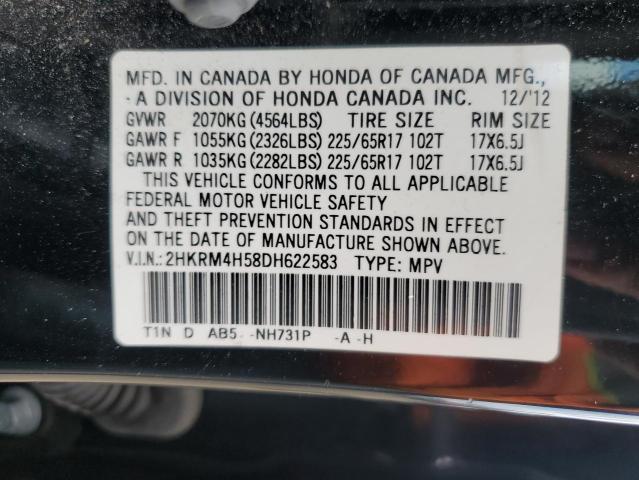 MFD. IN CANADA BY HONDA OF CANADA MFG.,
- A DIVISION OF HONDA CANADA INC. 12/'12
GVWR 2070KG (4564LBS) TIRE SIZE RIM SIZE
GAWR F 1055KG (2326LBS) 225/65R17 102T 17X6.5J
GAWR R 1035KG (2282LBS) 225/65R17 102T 17X6.5J
THIS VEHICLE CONFORMS TO ALL APPLICABLE
FEDERAL MOTOR VEHICLE SAFETY
AND THEFT PREVENTION STANDARDS IN EFFECT
ON THE DATE OF MANUFACTURE SHOWN ABOVE.
V.I.N.: 2HKRM4H58DH622583 TYPE: MPV
T1N D AB5 -NH731P -A -H